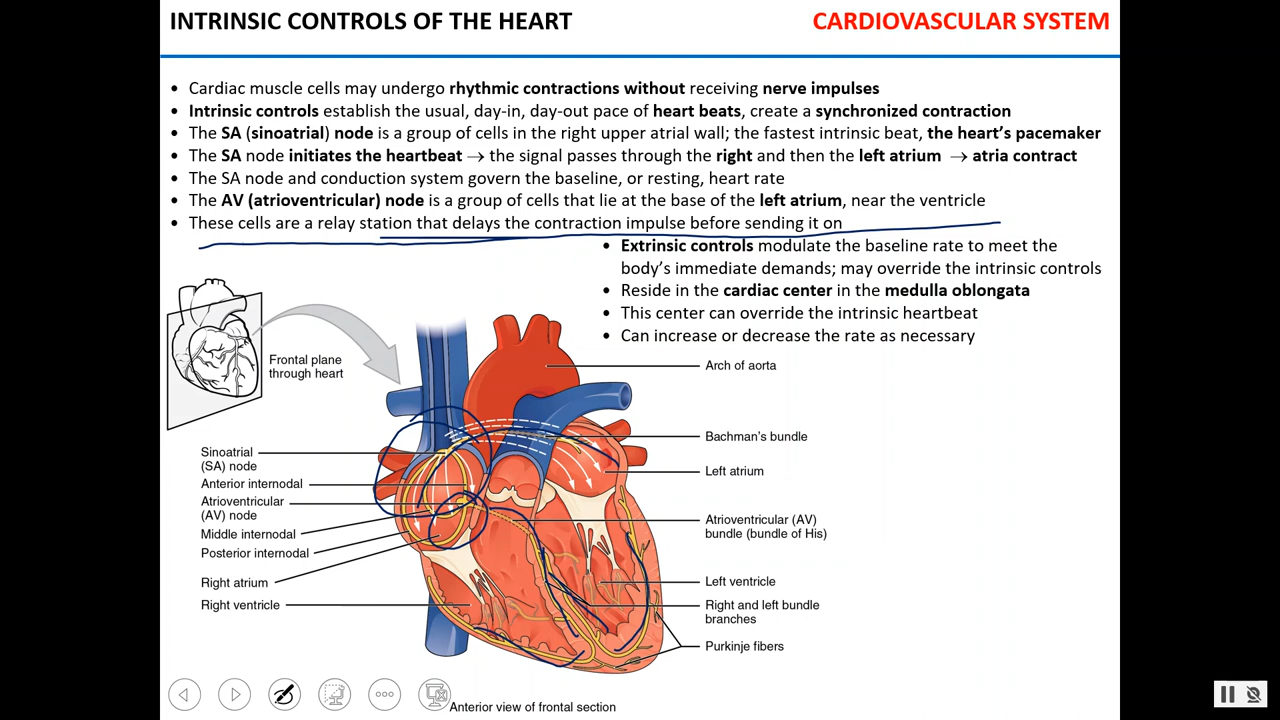 INTRINSIC CONTROLS OF THE HEART
CARDIOVASCULAR SYSTEM
• Cardiac muscle cells may undergo rhythmic contractions without receiving nerve impulses
• Intrinsic controls establish the usual, day-in, day-out pace of heart beats, create a synchronized contraction
• The SA (sinoatrial) node is a group of cells in the right upper atrial wall; the fastest intrinsic beat, the heart's pacemaker
• The SA node initiates the heartbeat → the signal passes through the right and then the left atrium → atria contract
• The SA node and conduction system govern the baseline, or resting, heart rate
• The AV (atrioventricular) node is a group of cells that lie at the base of the left atrium, near the ventricle
• These cells are a relay station that delays the contraction impulse before sending it on
• Extrinsic controls modulate the baseline rate to meet the
body's immediate demands; may override the intrinsic controls
• Reside in the cardiac center in the medulla oblongata
• This center can override the intrinsic heartbeat
• Can increase or decrease the rate as necessary
Frontal plane
through heart
Sinoatrial
(SA) node
Anterior internodal
Atrioventricular
(AV) node
Middle internodal
Posterior internodal
Right atrium
Right ventricle
Arch of aorta
Bachman's bundle
Left atrium
Atrioventricular (AV)
bundle (bundle of His)
Left ventricle
Right and left bundle
branches
Purkinje fibers
Anterior view of frontal section